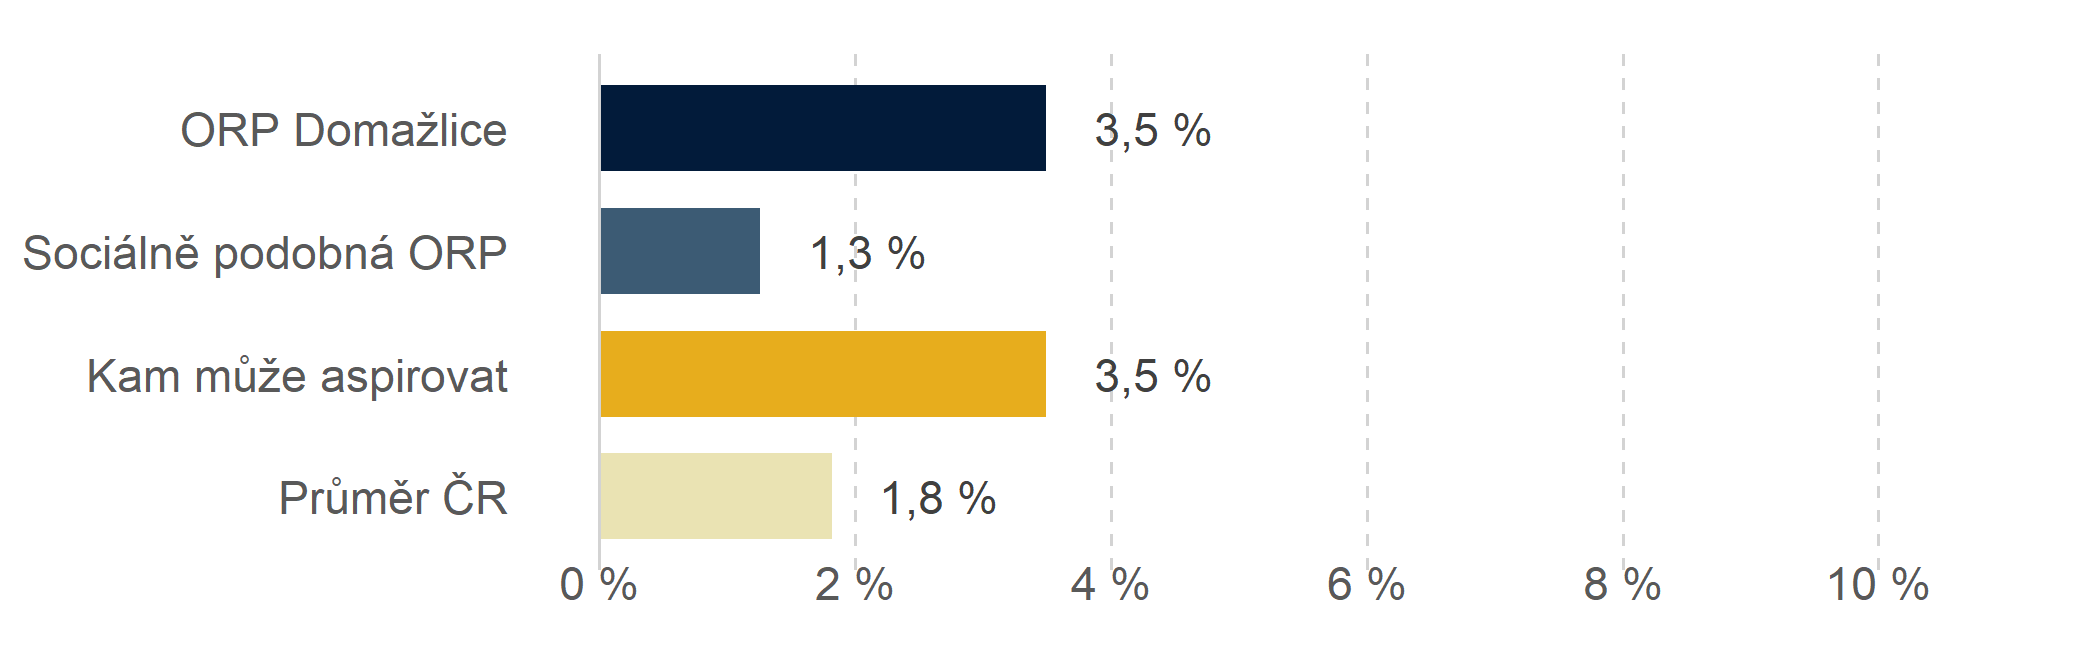 ORP Domažlice
3,5 %
Sociálně podobná ORP
1,3 %
Kam může aspirovat
3,5 %
Průměr ČR
1,8 %
0 % 2 % 4 % 6 % 8 % 10 %